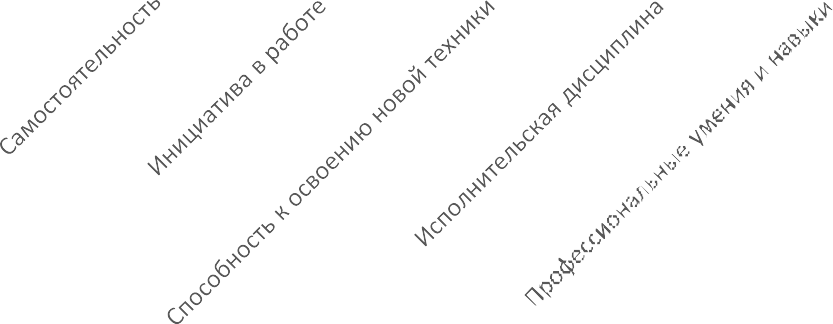 Самостоятельность
Инициатива в работе
Способность к освоению новой техники
Исполнительская дисциплина
Профессиональные умения и навыки